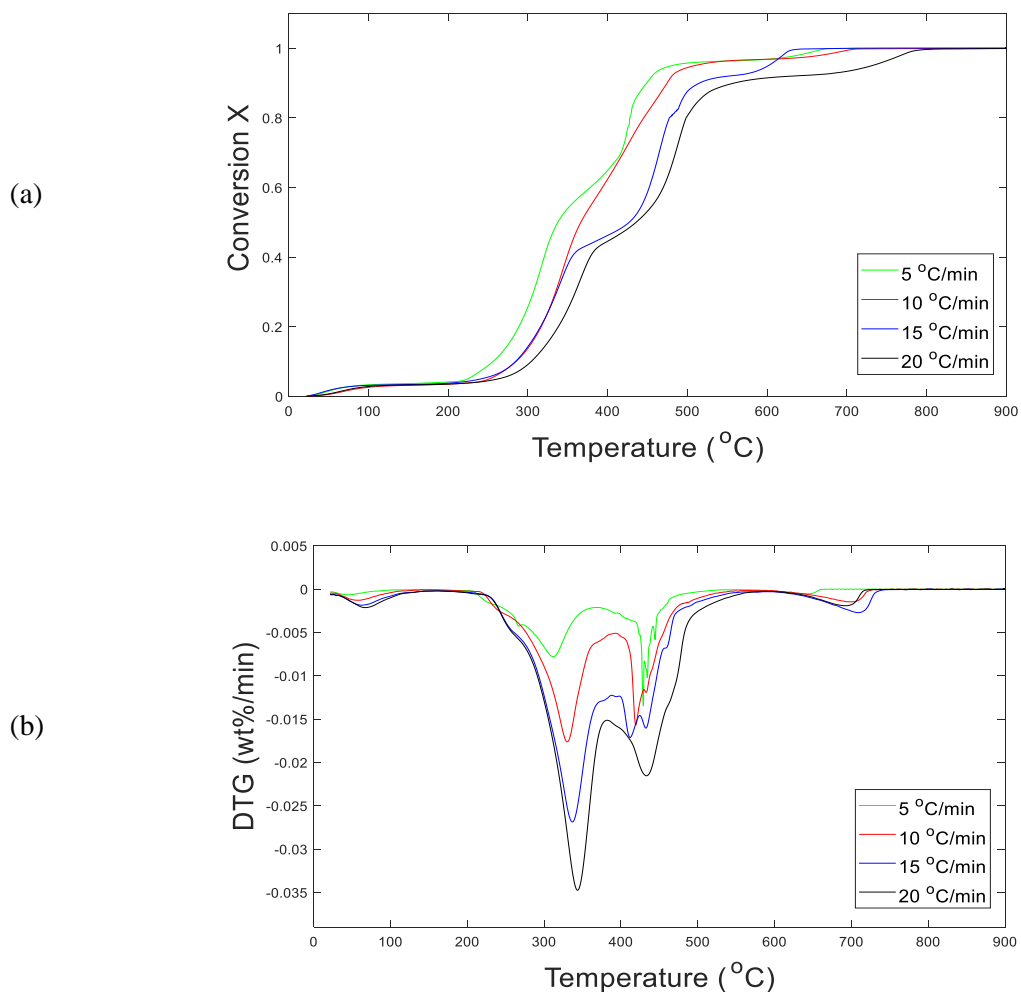 (a)
Conversion X
1
0.8
0.6
0.4
0.2
0
0 100 200 300 400 500 600 700 800 900
Temperature (°C)
5 °C/min
10 °C/min
15 °C/min
20 °C/min
(b)
DTG (wt%/min)
0.005
0
-0.005
-0.01
-0.015
-0.02
-0.025
-0.03
-0.035
0 100 200 300 400 500 600 700 800 900
Temperature (°C)
5 °C/min
10 °C/min
15 °C/min
20 °C/min